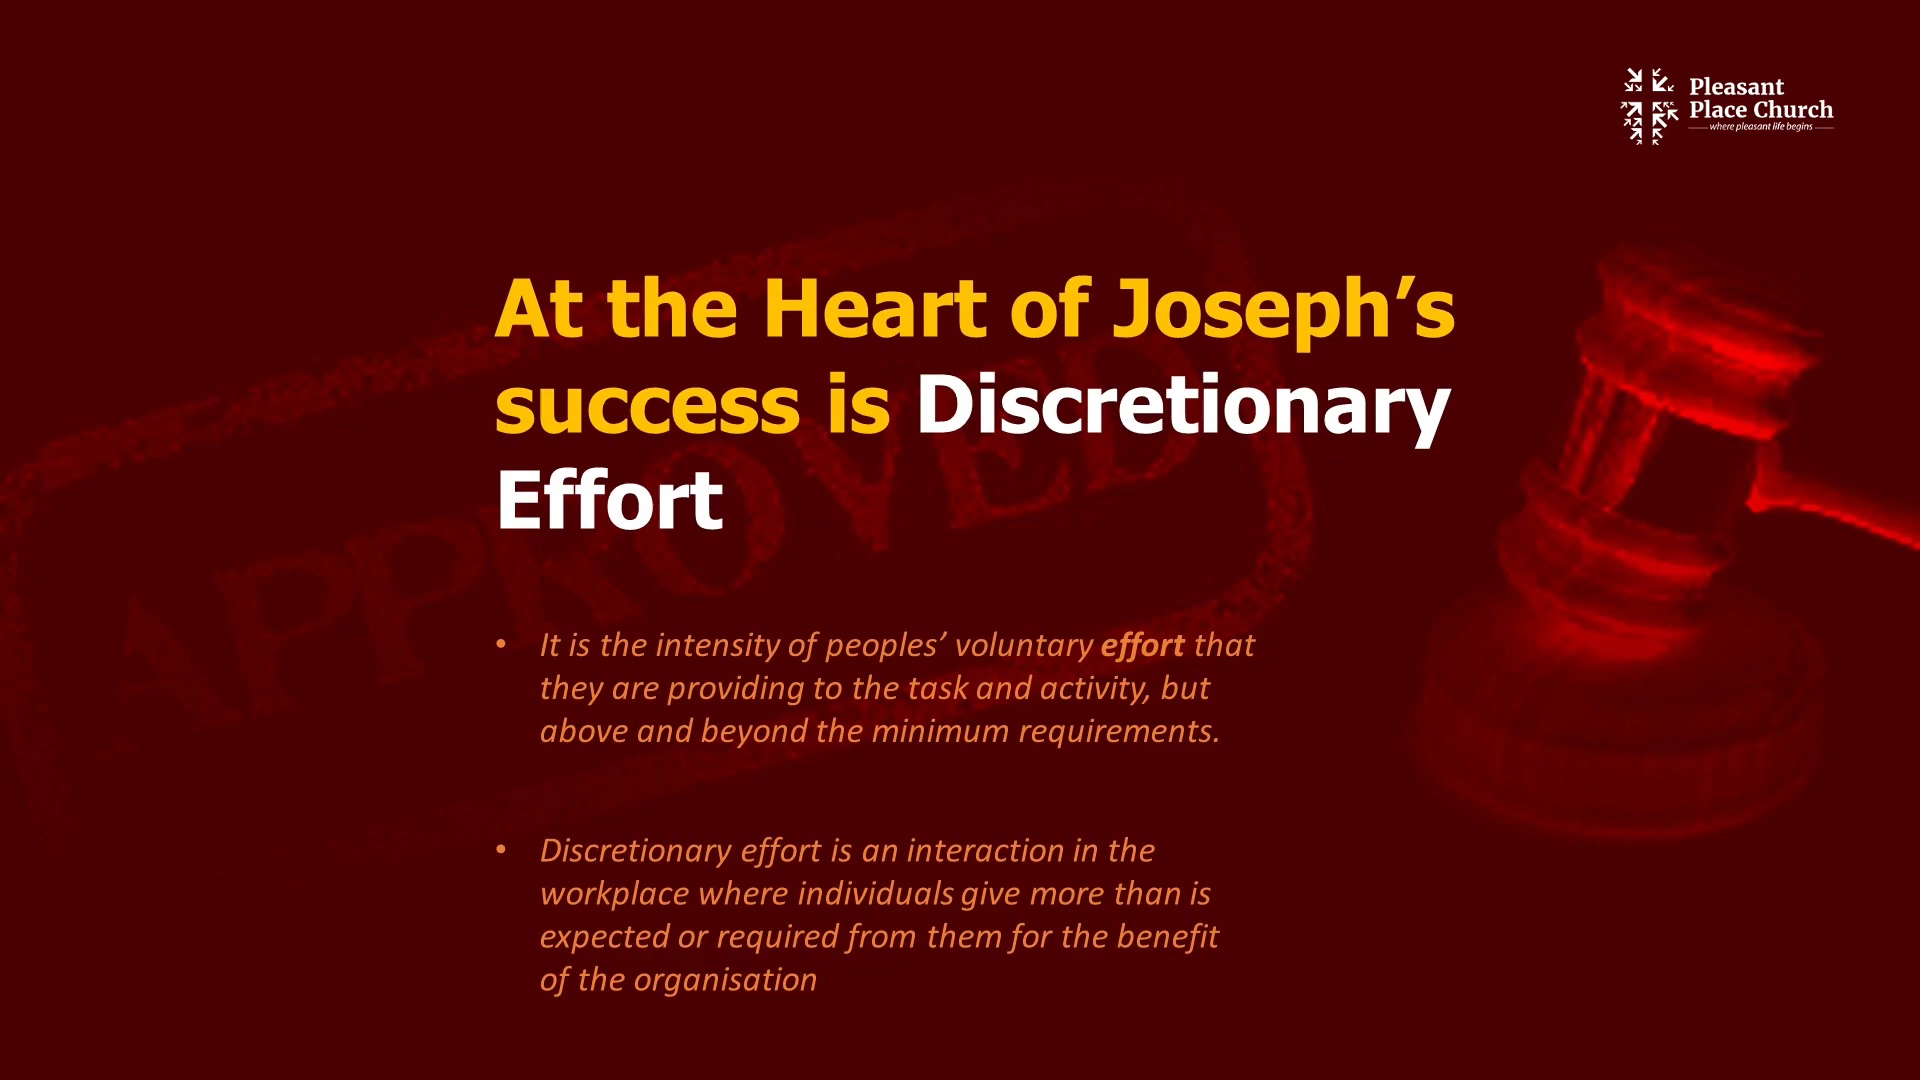 Pleasant
Place Church
where pleasant life begins
At the Heart of Joseph’s
success is Discretionary
Effort
APPROVED
• It is the intensity of peoples’ voluntary effort that
they are providing to the task and activity, but
above and beyond the minimum requirements.
• Discretionary effort is an interaction in the
workplace where individuals give more than is
expected or required from them for the benefit
of the organisation